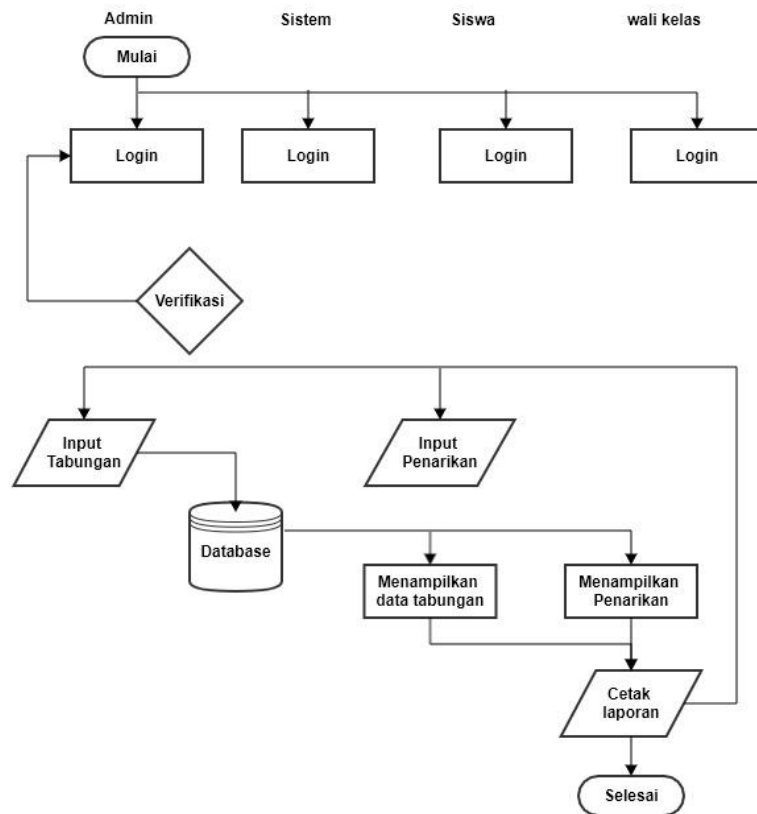 Admin
Sistem
Siswa
wali kelas
Mulai
Login
Login
Login
Login
Verifikasi
Input
Tabungan
Input
Penarikan
Database
Menampilkan
data tabungan
Menampilkan
Penarikan
Cetak
laporan
Selesai